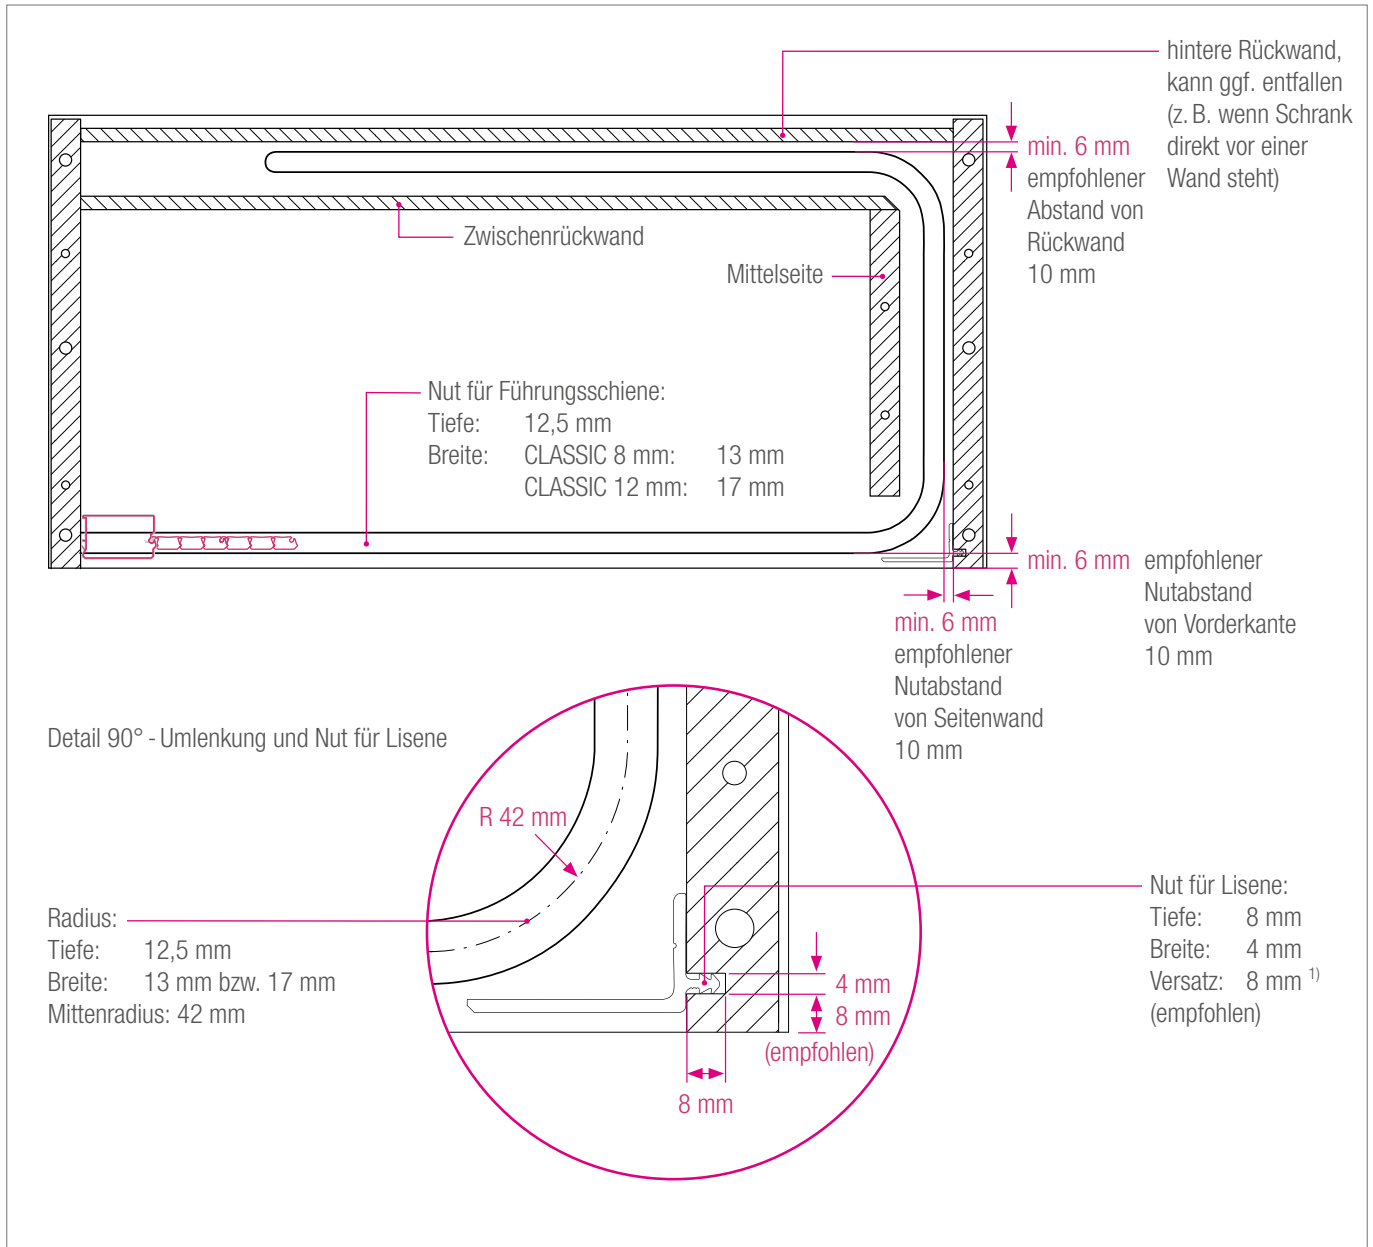 hintere Rückwand,
kann ggf. entfallen
(z. B. wenn Schrank
direkt vor einer
Wand steht)
min. 6 mm
empfohlener
Abstand von
Rückwand
10 mm
Zwischenrückwand
Mittelseite
Nut für Führungsschiene:
Tiefe: 12,5 mm
Breite: CLASSIC 8 mm: 13 mm
CLASSIC 12 mm: 17 mm
min. 6 mm empfohlener
Nutabstand
von Vorderkante
10 mm
min. 6 mm
empfohlener
Nutabstand
von Seitenwand
10 mm
Detail 90° - Umlenkung und Nut für Lisene
R 42 mm
Radius:
Tiefe: 12,5 mm
Breite: 13 mm bzw. 17 mm
Mittenradius: 42 mm
Nut für Lisene:
Tiefe: 8 mm
Breite: 4 mm
Versatz: 8 mm 1)
(empfohlen)
4 mm
8 mm
(empfohlen)
8 mm